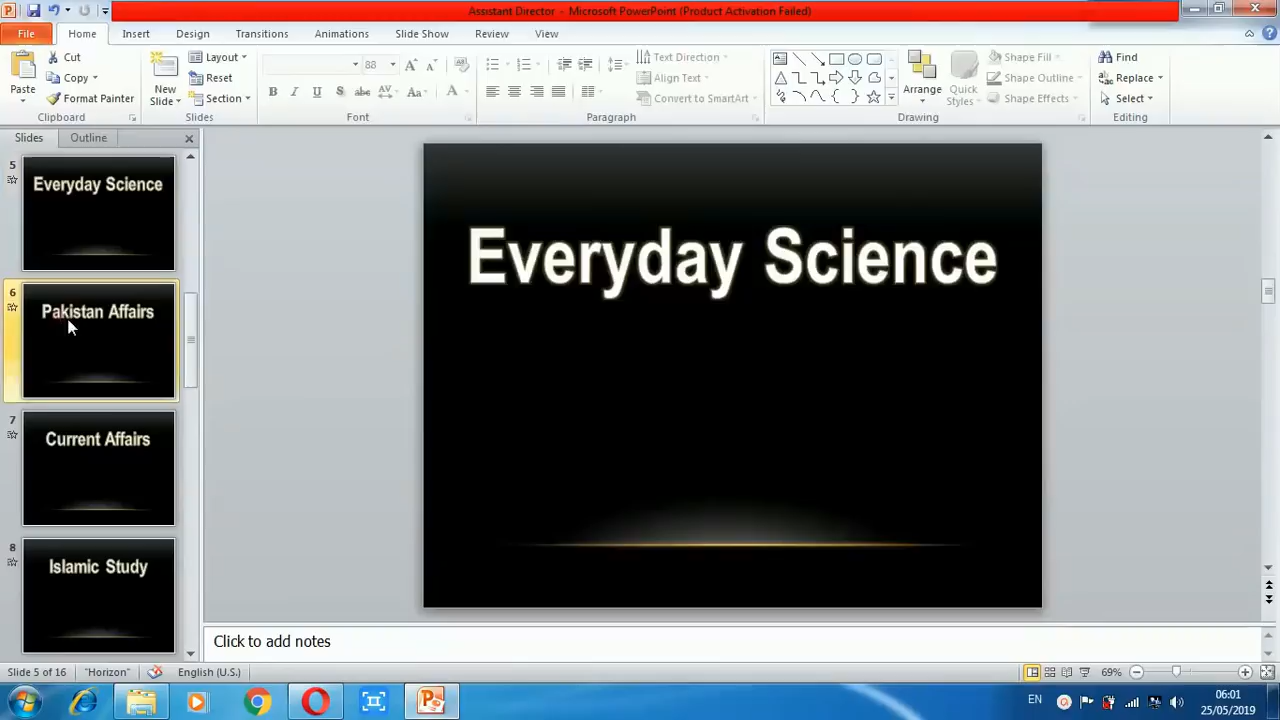 Assistant Director - Microsoft PowerPoint (Product Activation Failed)
File Home Insert Design Transitions Animations Slide Show Review View
Cut Layout Text Direction Shape Fill Find
88
Copy Reset Align Text Shape Outline Replace
Paste New Slide Arrange Quick Styles
Format Painter Section B I U S abc AV Aa A Convert to SmartArt Shape Effects Select
Clipboard Slides Font Paragraph Drawing Editing
Slides Outline
5
Everyday Science
6
Pakistan Affairs
7
Current Affairs
8
Islamic Study
Everyday Science
Click to add notes
Slide 5 of 16 "Horizon" English (U.S.) 69%
EN 06:01
25/05/2019